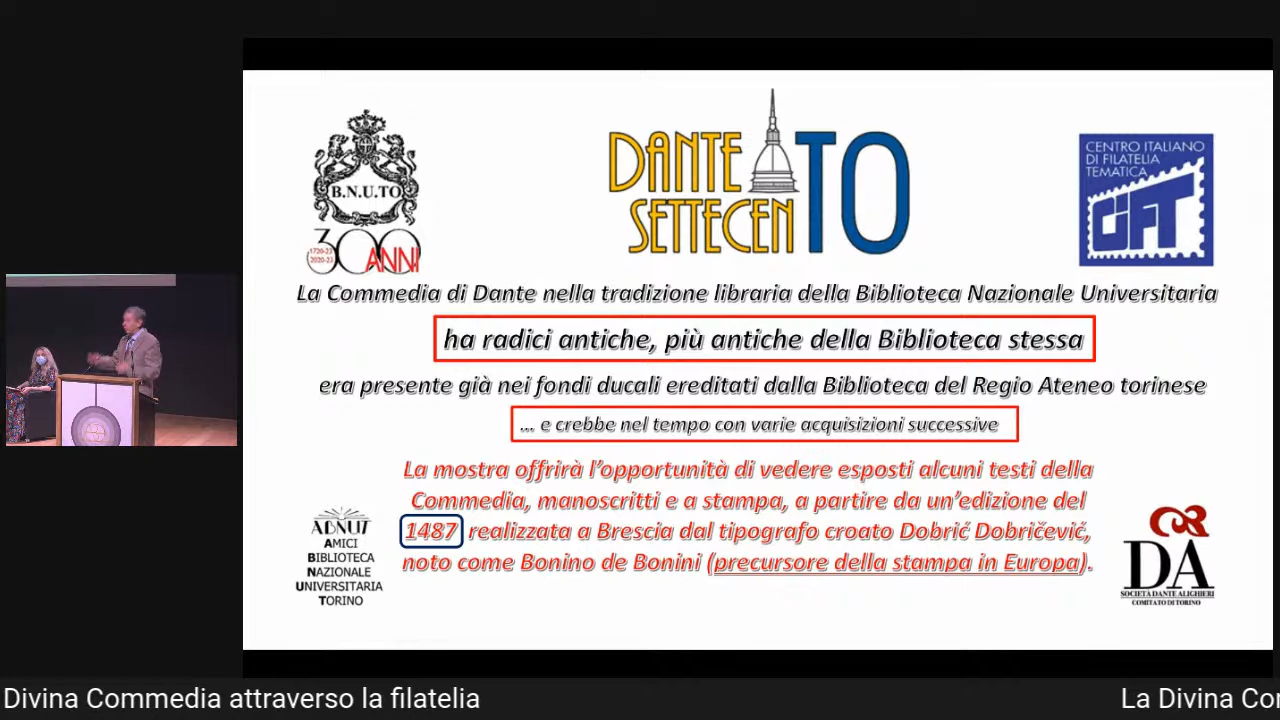 B.N.U.TO
300 ANNI
1720-23
2020-23
DANTE
SETTECENTO
CENTRO ITALIANO
DI FILATELIA
TEMATICA
CIFT
La Commedia di Dante nella tradizione libraria della Biblioteca Nazionale Universitaria
ha radici antiche, più antiche della Biblioteca stessa
era presente già nei fondi ducali ereditati dalla Biblioteca del Regio Ateneo torinese
... e crebbe nel tempo con varie acquisizioni successive
La mostra offrirà l'opportunità di vedere esposti alcuni testi della
Commedia, manoscritti e a stampa, a partire da un'edizione del
1487 realizzata a Brescia dal tipografo croato Dobrić Dobričević,
noto come Bonino de Bonini (precursore della stampa in Europa).
ABNUT
AMICI
BIBLIOTECA
NAZIONALE
UNIVERSITARIA
TORINO
DA
SOCIETÀ DANTE ALIGHIERI
COMITATO DI TORINO
Divina Commedia attraverso la filatelia
La Divina Co